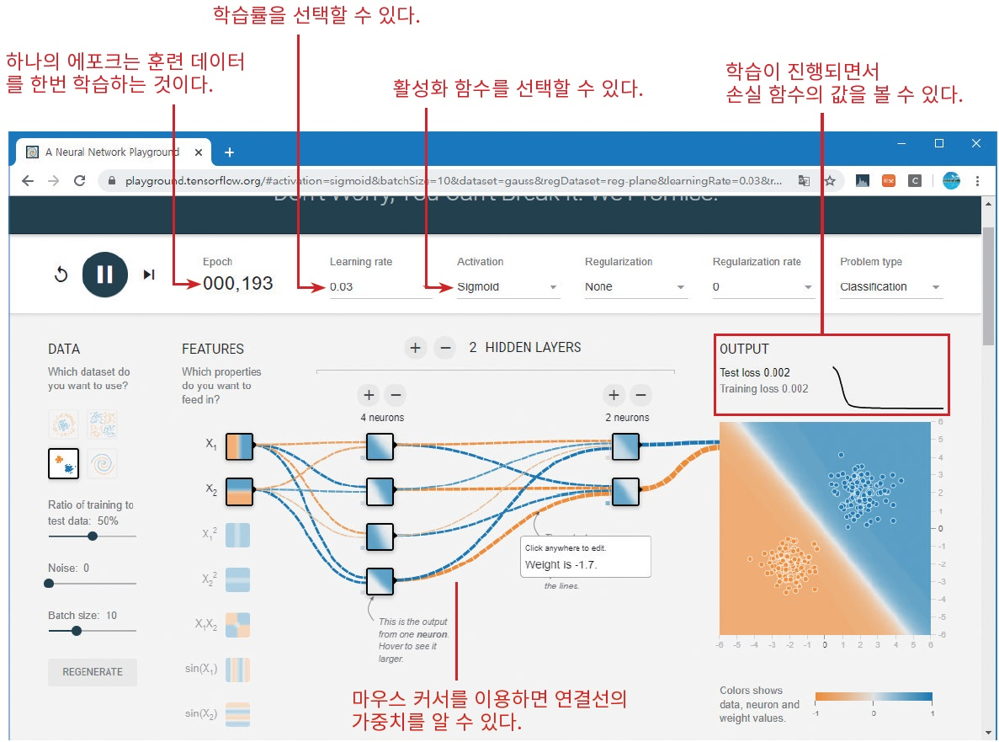 학습률을 선택할 수 있다.
하나의 에포크는 훈련 데이터
를 한번 학습하는 것이다.
활성화 함수를 선택할 수 있다.
학습이 진행되면서
손실 함수의 값을 볼 수 있다.
A Neural Network Playground
playground.tensorflow.org/#activation=sigmoid&batchSize=10&dataset=gauss&regDataset=reg-plane&learningRate=0.03&r...
Don't Worry, You Can't Break It. We Promise.
Epoch
000,193
Learning rate
0.03
Activation
Sigmoid
Regularization
None
Regularization rate
0
Problem type
Classification
DATA
Which dataset do
you want to use?
Ratio of training to
test data: 50%
Noise: 0
Batch size: 10
REGENERATE
FEATURES
Which properties
do you want to
feed in?
X₁
X₂
X₁²
X₂²
X₁X₂
sin(X₁)
sin(X₂)
+ − 2 HIDDEN LAYERS
+ −
4 neurons
+ −
2 neurons
This is the output
from one neuron.
Hover to see it
larger.
Click anywhere to edit.
Weight is -1.7.
the lines.
OUTPUT
Test loss 0.002
Training loss 0.002
6
5
4
3
2
1
0
-1
-2
-3
-4
-5
-6
-6 -5 -4 -3 -2 -1 0 1 2 3 4 5 6
Colors shows
data, neuron and
weight values.
-1 0 1
마우스 커서를 이용하면 연결선의
가중치를 알 수 있다.